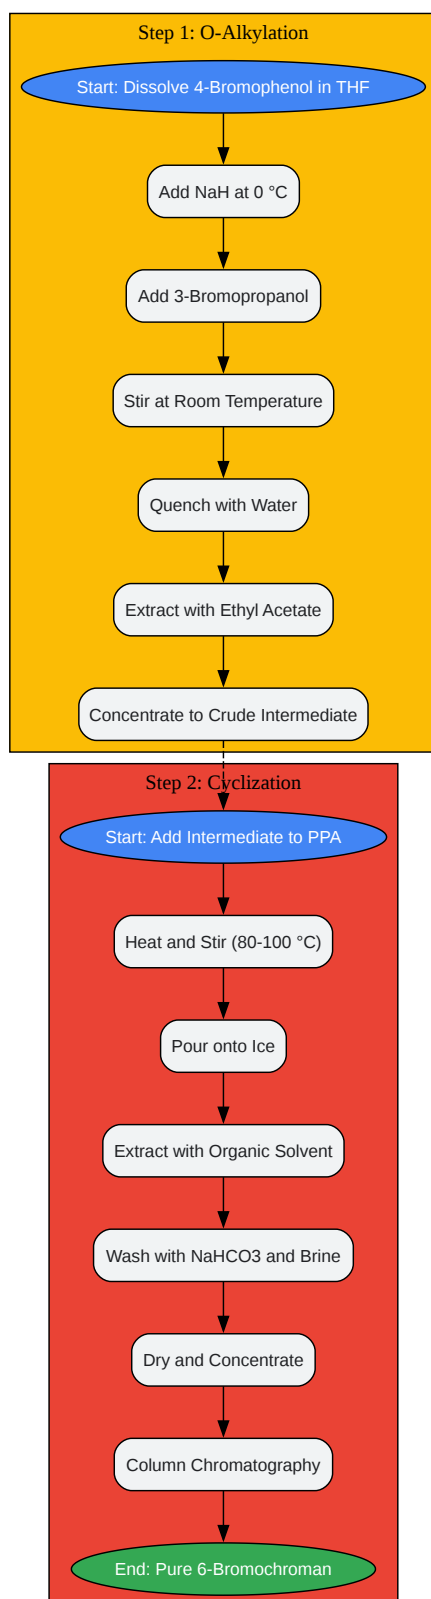 Step 1: O-Alkylation
Start: Dissolve 4-Bromophenol in THF
Add NaH at 0 °C
Add 3-Bromopropanol
Stir at Room Temperature
Quench with Water
Extract with Ethyl Acetate
Concentrate to Crude Intermediate
Step 2: Cyclization
Start: Add Intermediate to PPA
Heat and Stir (80-100 °C)
Pour onto Ice
Extract with Organic Solvent
Wash with NaHCO3 and Brine
Dry and Concentrate
Column Chromatography
End: Pure 6-Bromochroman